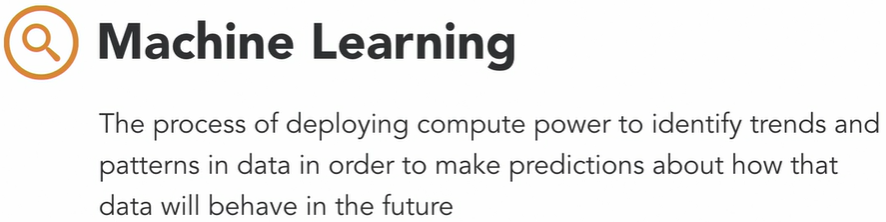 Machine Learning
The process of deploying compute power to identify trends and
patterns in data in order to make predictions about how that
data will behave in the future